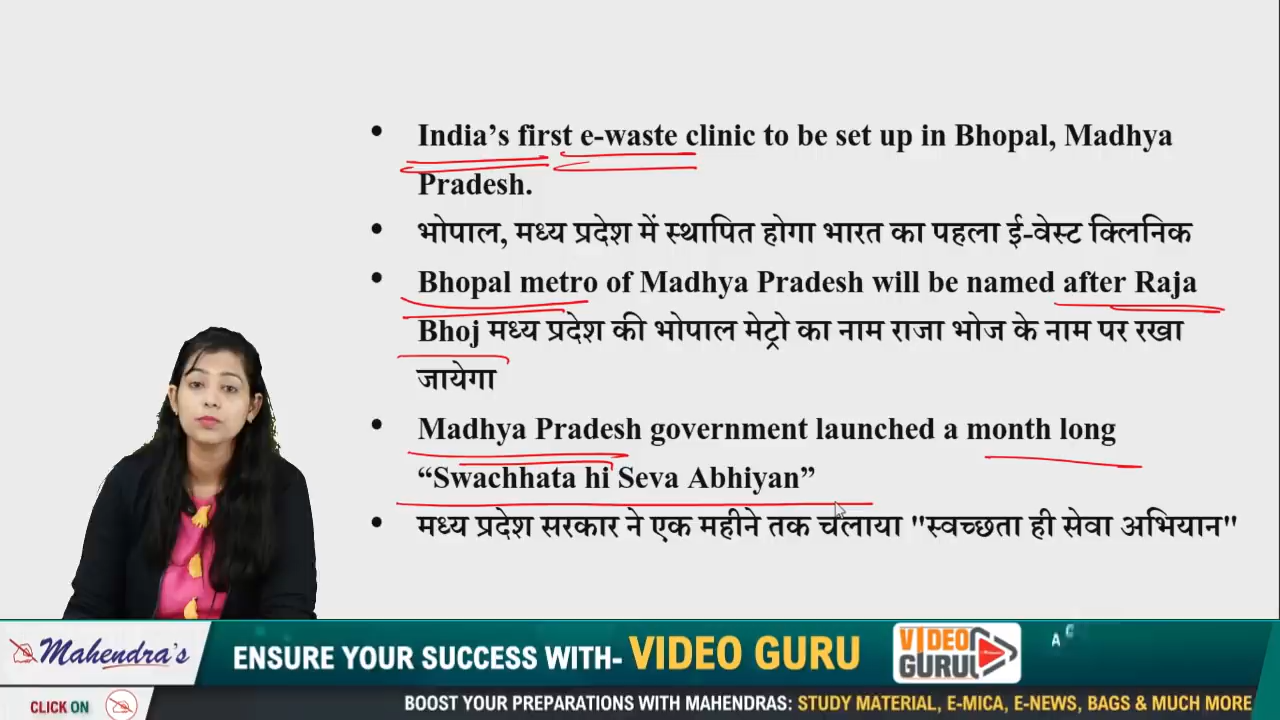 • India's first e-waste clinic to be set up in Bhopal, Madhya
Pradesh.
• भोपाल, मध्य प्रदेश में स्थापित होगा भारत का पहला ई-वेस्ट क्लिनिक
• Bhopal metro of Madhya Pradesh will be named after Raja
Bhoj मध्य प्रदेश की भोपाल मेट्रो का नाम राजा भोज के नाम पर रखा
जायेगा
• Madhya Pradesh government launched a month long
“Swachhata hi Seva Abhiyan”
• मध्य प्रदेश सरकार ने एक महीने तक चलाया "स्वच्छता ही सेवा अभियान"
Mahendra's
ENSURE YOUR SUCCESS WITH- VIDEO GURU
VIDEO
GURU
A C
CLICK ON
BOOST YOUR PREPARATIONS WITH MAHENDRAS: STUDY MATERIAL, E-MICA, E-NEWS, BAGS & MUCH MORE